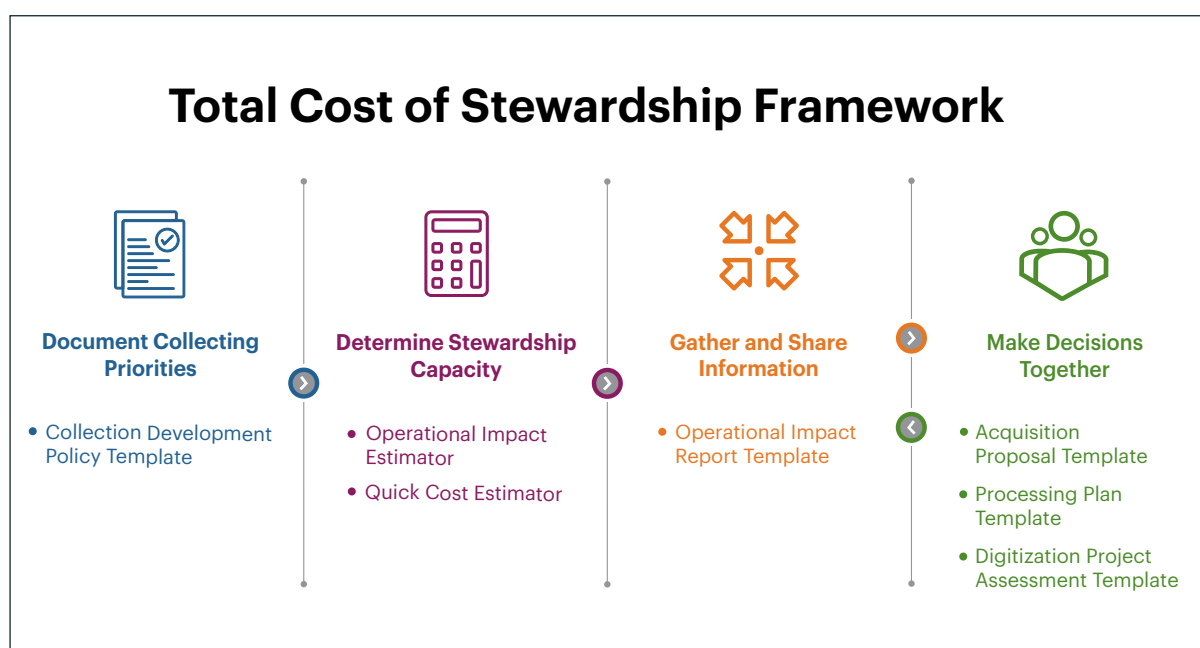 Total Cost of Stewardship Framework
Document Collecting
Priorities
• Collection Development
Policy Template
Determine Stewardship
Capacity
• Operational Impact
Estimator
• Quick Cost Estimator
Gather and Share
Information
• Operational Impact
Report Template
Make Decisions
Together
• Acquisition
Proposal Template
• Processing Plan
Template
• Digitization Project
Assessment Template